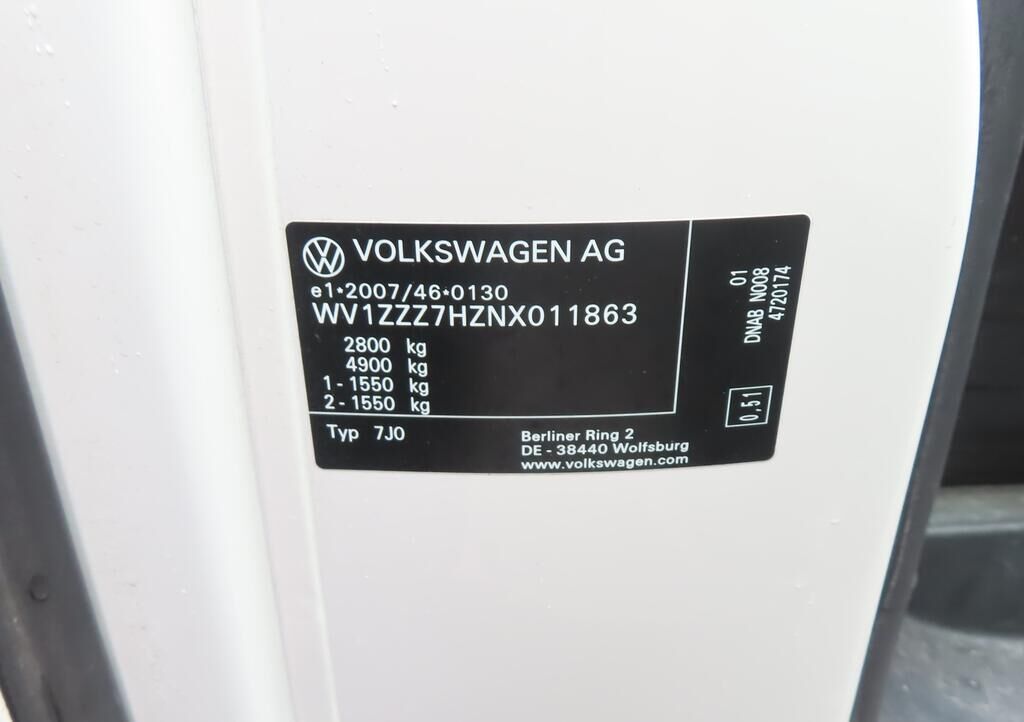 VOLKSWAGEN AG
e1*2007/46*0130
WV1ZZZ7HZNX011863
2800 kg
4900 kg
1 - 1550 kg
2 - 1550 kg
Typ 7J0
Berliner Ring 2
DE - 38440 Wolfsburg
www.volkswagen.com
01
DNAB N008
4720174
0,51